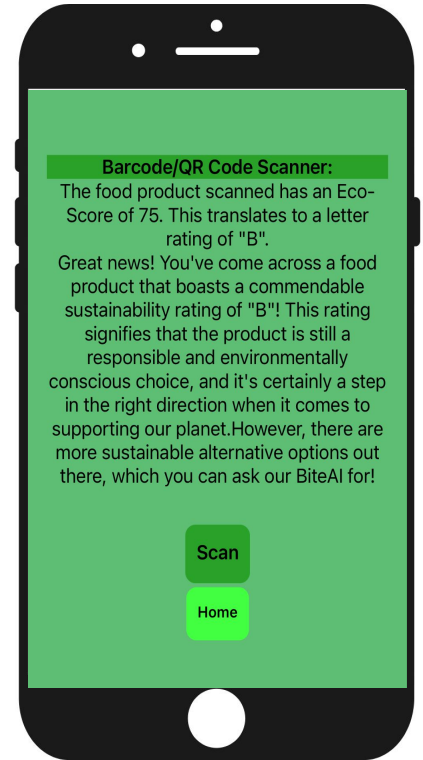 Barcode/QR Code Scanner:
The food product scanned has an Eco-
Score of 75. This translates to a letter
rating of "B".
Great news! You've come across a food
product that boasts a commendable
sustainability rating of "B"! This rating
signifies that the product is still a
responsible and environmentally
conscious choice, and it's certainly a step
in the right direction when it comes to
supporting our planet.However, there are
more sustainable alternative options out
there, which you can ask our BiteAI for!
Scan
Home